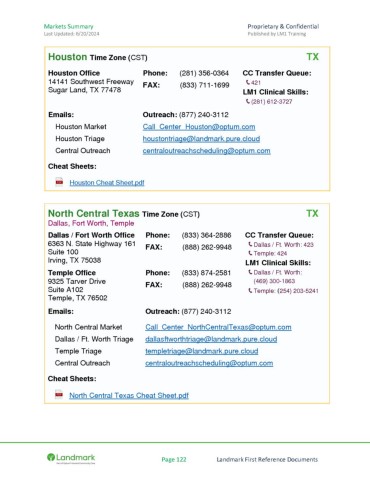 Markets Summary
Proprietary & Confidential
Last Updated: 6/20/2024
Published by LM1 Training
Houston Time Zone (CST) TX
Houston Office
14141 Southwest Freeway
Sugar Land, TX 77478
Phone: (281) 356-0364
FAX: (833) 711-1699
CC Transfer Queue:
421
LM1 Clinical Skills:
(281) 612-3727
Emails:
Outreach: (877) 240-3112
Houston Market Call_Center_Houston@optum.com
Houston Triage houstontriage@landmark.pure.cloud
Central Outreach centraloutreachscheduling@optum.com
Cheat Sheets:
Houston Cheat Sheet.pdf
North Central Texas Time Zone (CST) TX
Dallas, Fort Worth, Temple
Dallas / Fort Worth Office
6363 N. State Highway 161
Suite 100
Irving, TX 75038
Phone: (833) 364-2886
FAX: (888) 262-9948
CC Transfer Queue:
Dallas / Ft. Worth: 423
Temple: 424
LM1 Clinical Skills:
Dallas / Ft. Worth:
(469) 300-1863
Temple: (254) 203-5241
Temple Office
9325 Tarver Drive
Suite A102
Temple, TX 76502
Phone: (833) 874-2581
FAX: (888) 262-9948
Emails:
Outreach: (877) 240-3112
North Central Market Call_Center_NorthCentralTexas@optum.com
Dallas / Ft. Worth Triage dallasftworthtriage@landmark.pure.cloud
Temple Triage templetriage@landmark.pure.cloud
Central Outreach centraloutreachscheduling@optum.com
Cheat Sheets:
North Central Texas Cheat Sheet.pdf
Landmark
Page 122
Landmark First Reference Documents